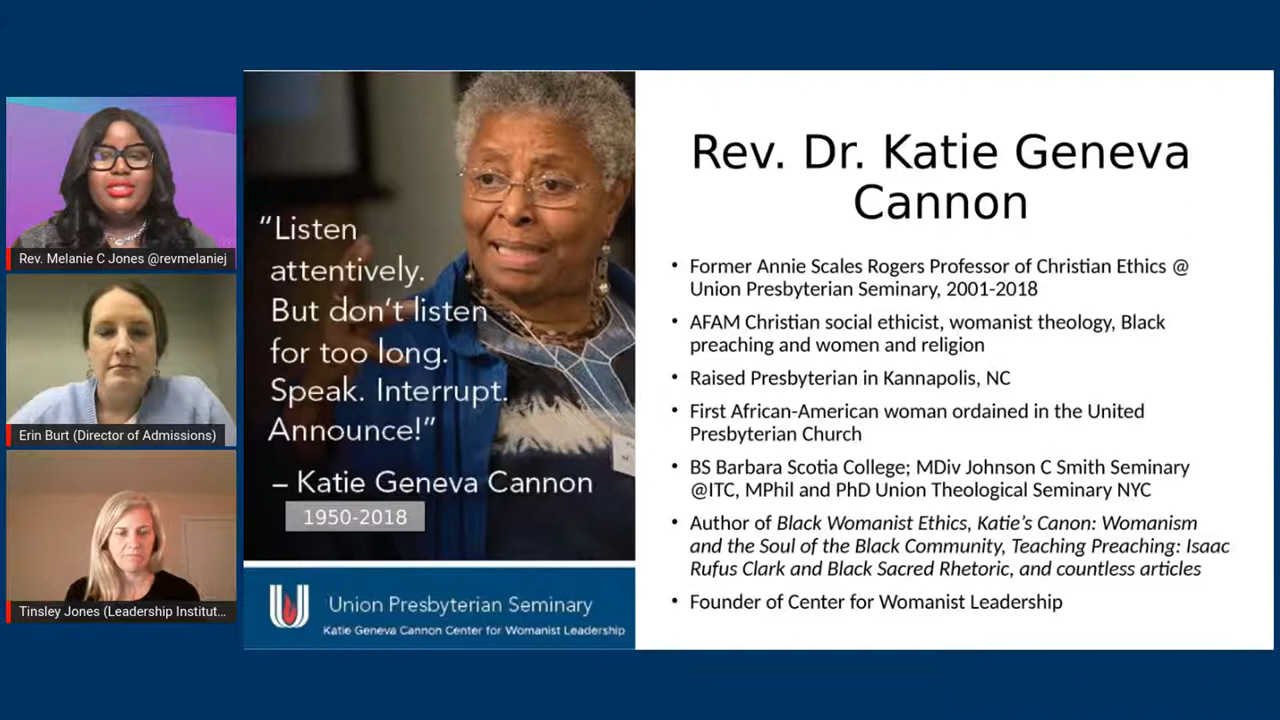 Rev. Melanie C Jones @revmelaniej
Erin Burt (Director of Admissions)
Tinsley Jones (Leadership Institut...
“Listen
attentively.
But don’t listen
for too long.
Speak. Interrupt.
Announce!”
– Katie Geneva Cannon
1950-2018
Union Presbyterian Seminary
Katie Geneva Cannon Center for Womanist Leadership
Rev. Dr. Katie Geneva
Cannon
• Former Annie Scales Rogers Professor of Christian Ethics @
Union Presbyterian Seminary, 2001-2018
• AFAM Christian social ethicist, womanist theology, Black
preaching and women and religion
• Raised Presbyterian in Kannapolis, NC
• First African-American woman ordained in the United
Presbyterian Church
• BS Barbara Scotia College; MDiv Johnson C Smith Seminary
@ITC, MPhil and PhD Union Theological Seminary NYC
• Author of Black Womanist Ethics, Katie’s Canon: Womanism
and the Soul of the Black Community, Teaching Preaching: Isaac
Rufus Clark and Black Sacred Rhetoric, and countless articles
• Founder of Center for Womanist Leadership